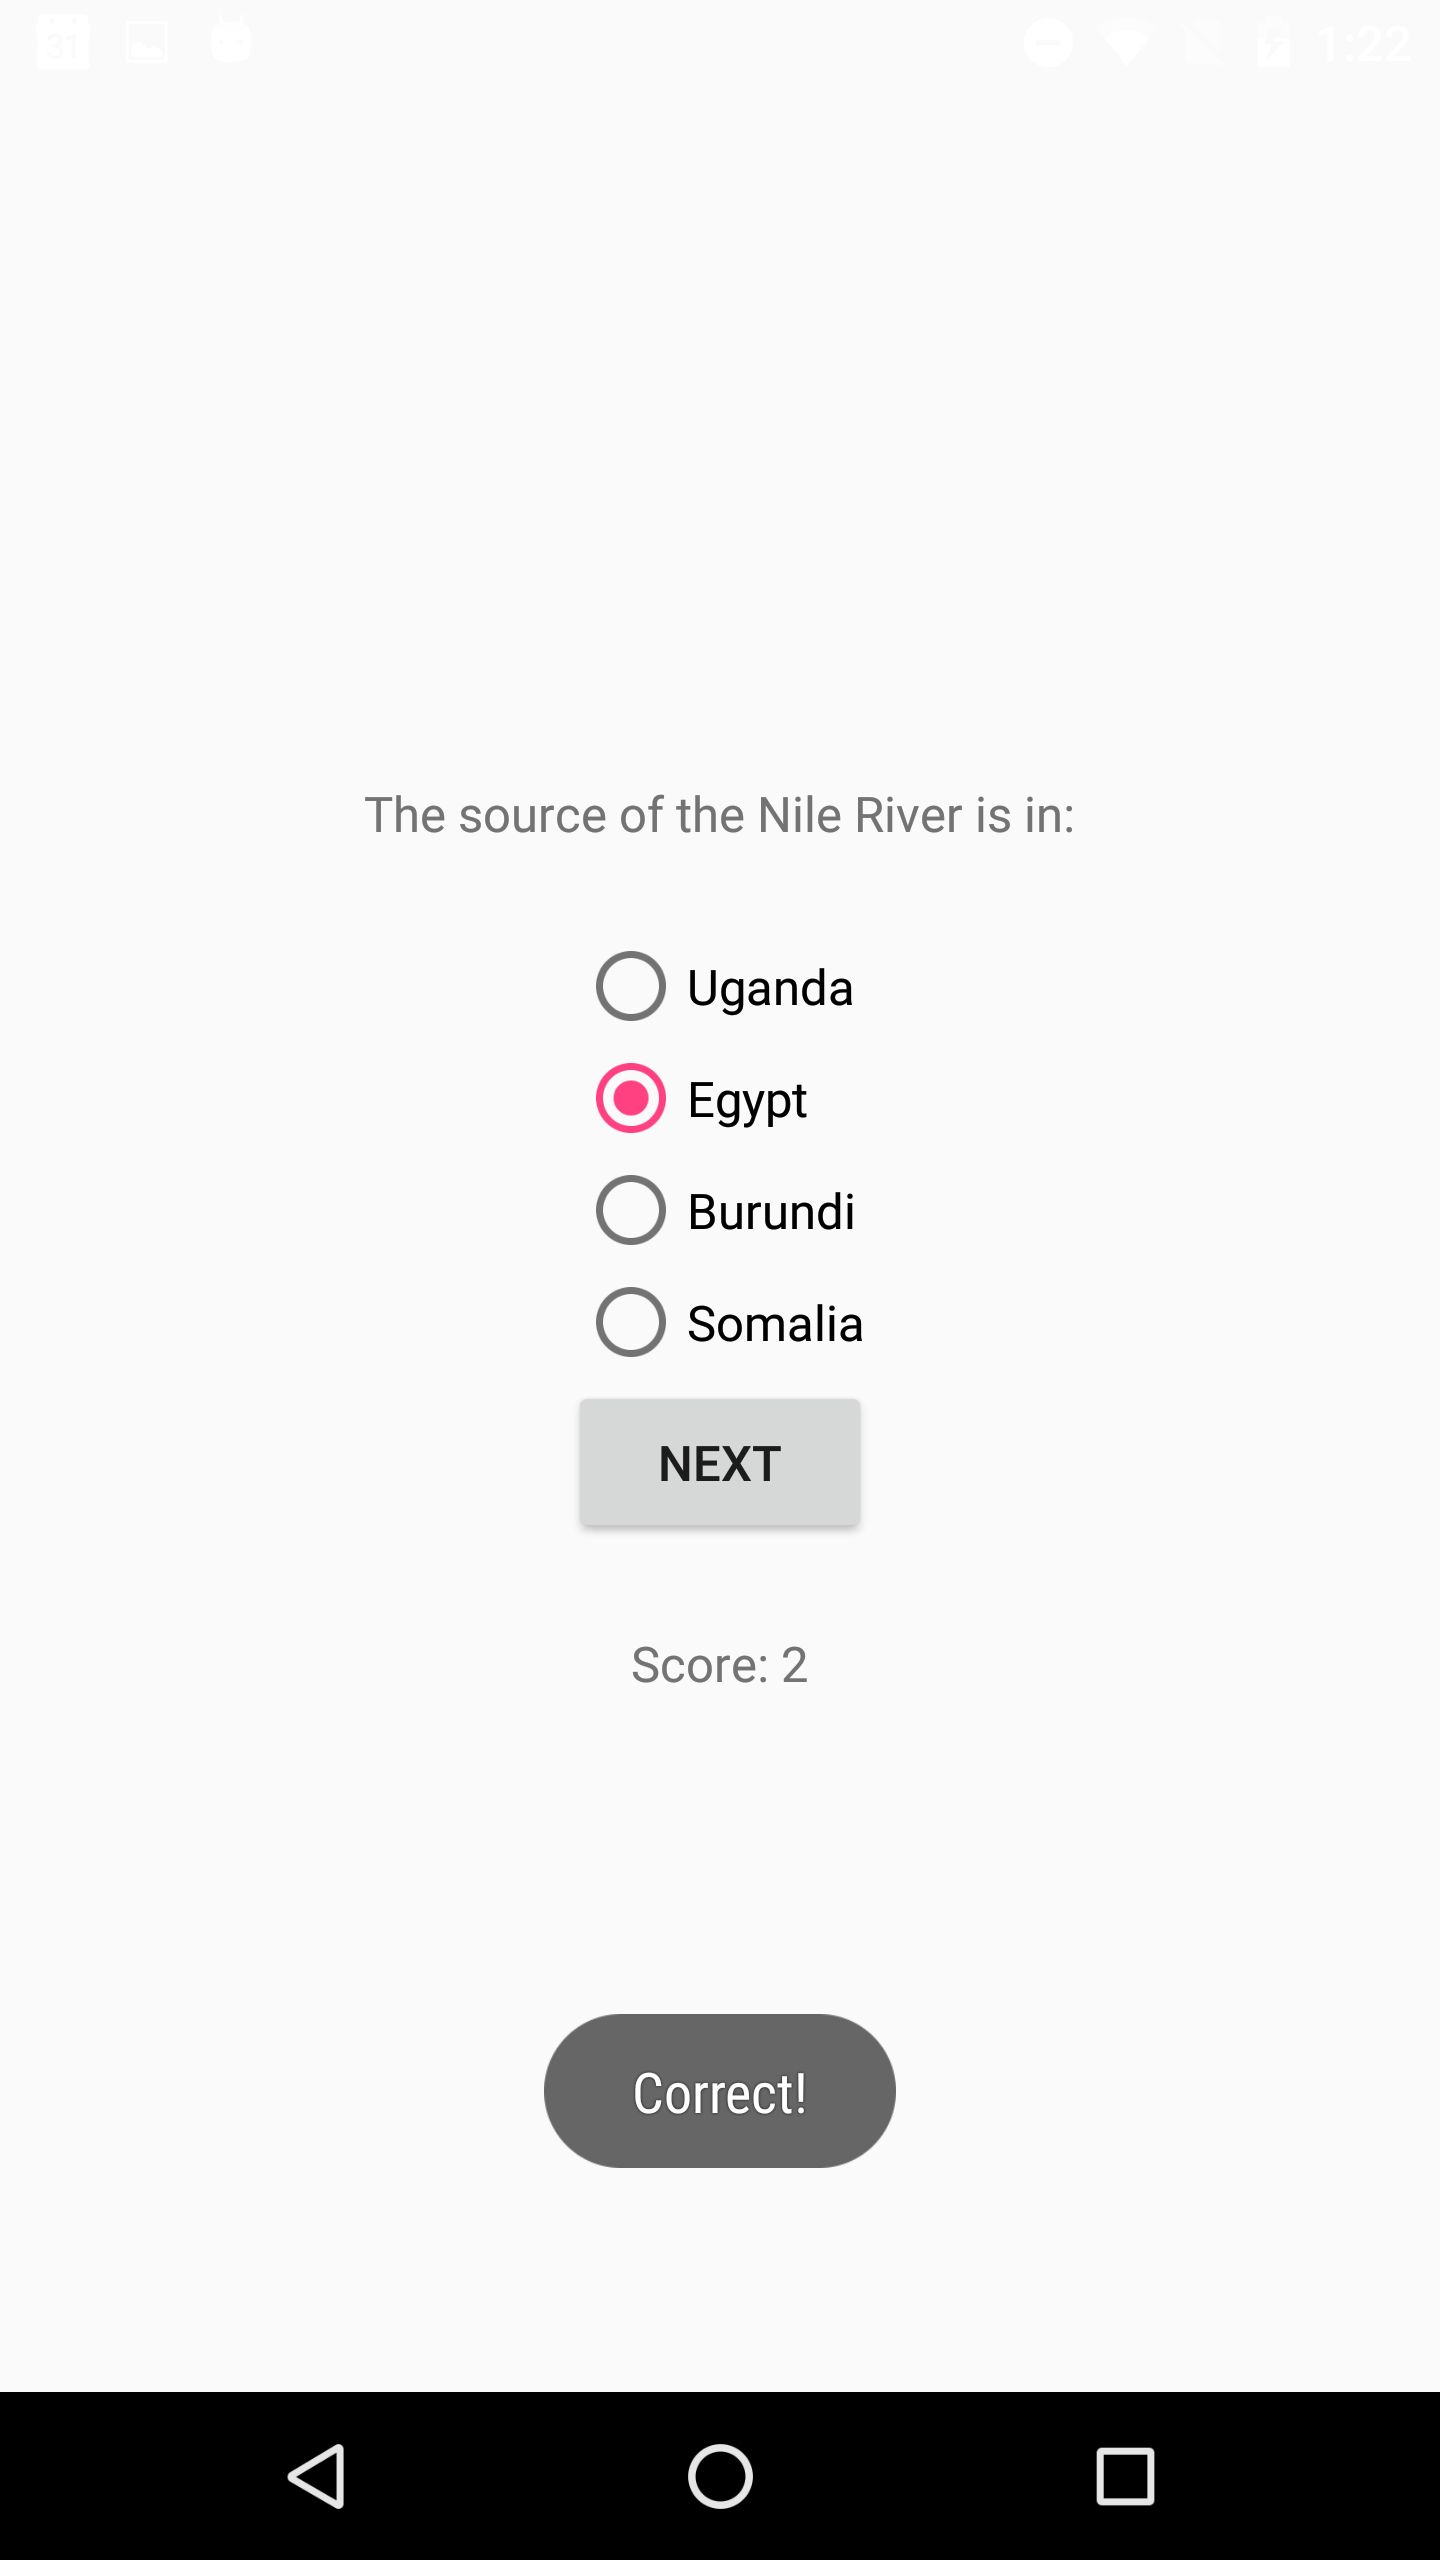 31
1:22
The source of the Nile River is in:
Uganda
Egypt
Burundi
Somalia
NEXT
Score: 2
Correct!